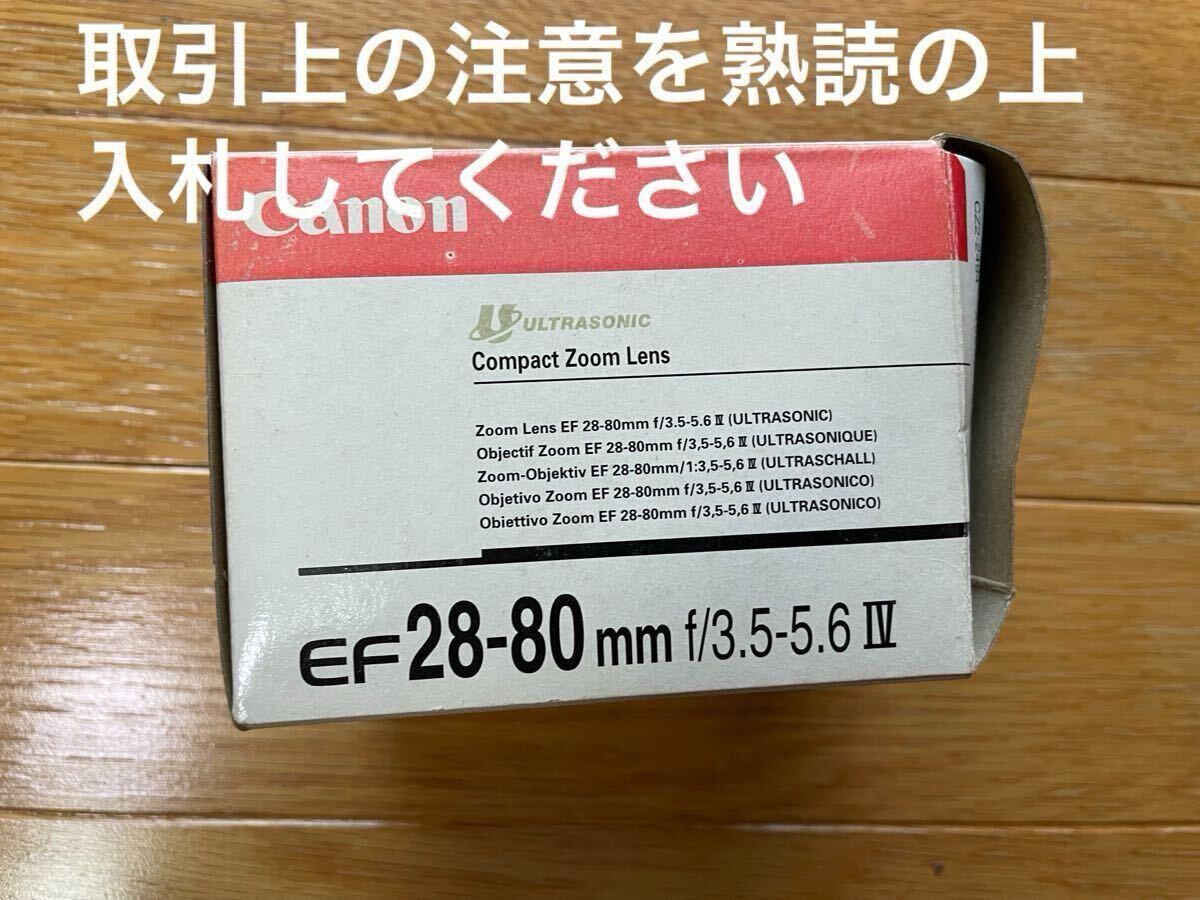 取引上の注意を熟読の上
入札してください
Canon
ULTRASONIC
Compact Zoom Lens
Zoom Lens EF 28-80mm f/3.5-5.6 Ⅳ (ULTRASONIC)
Objectif Zoom EF 28-80mm f/3,5-5,6 Ⅳ (ULTRASONIQUE)
Zoom-Objektiv EF 28-80mm/1:3,5-5,6 Ⅳ (ULTRASCHALL)
Objetivo Zoom EF 28-80mm f/3,5-5,6 Ⅳ (ULTRASONICO)
Obiettivo Zoom EF 28-80mm f/3,5-5,6 Ⅳ (ULTRASONICO)
EF 28-80 mm f/3.5-5.6 Ⅳ